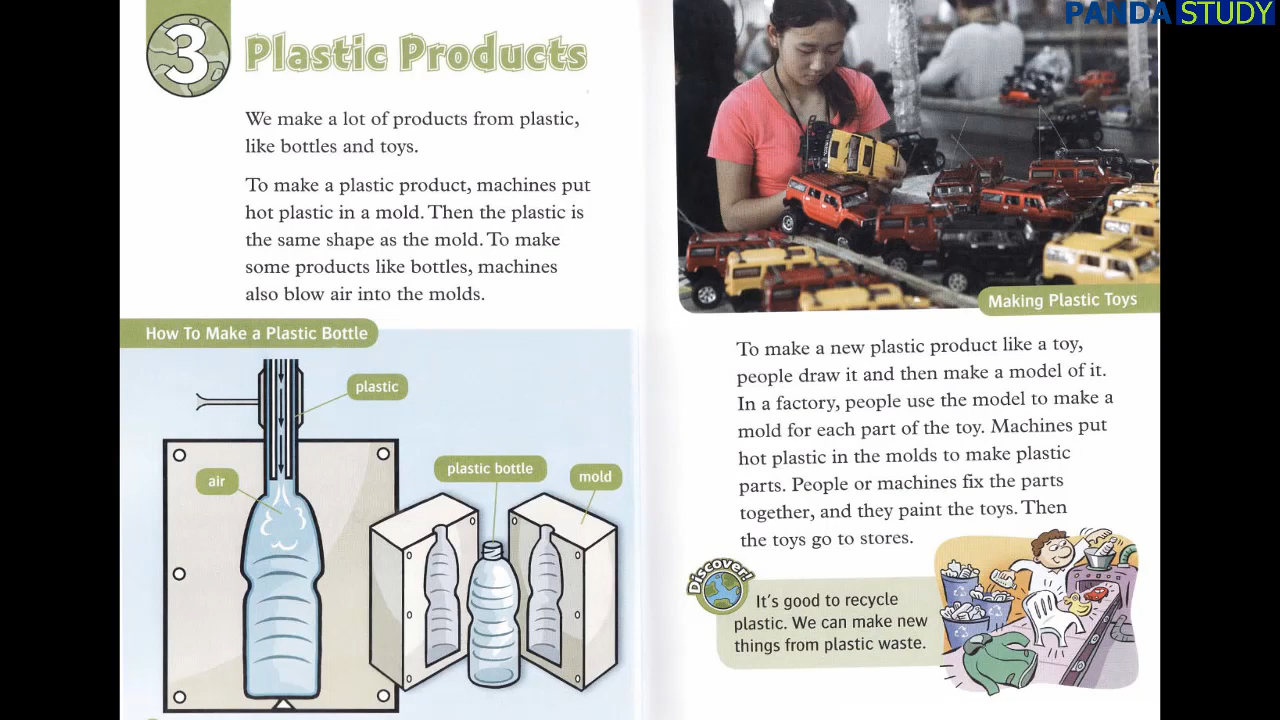 PANDA STUDY
3
Plastic Products
We make a lot of products from plastic,
like bottles and toys.
To make a plastic product, machines put
hot plastic in a mold. Then the plastic is
the same shape as the mold. To make
some products like bottles, machines
also blow air into the molds.
How To Make a Plastic Bottle
plastic
air
plastic bottle
mold
Making Plastic Toys
To make a new plastic product like a toy,
people draw it and then make a model of it.
In a factory, people use the model to make a
mold for each part of the toy. Machines put
hot plastic in the molds to make plastic
parts. People or machines fix the parts
together, and they paint the toys. Then
the toys go to stores.
Discover!
It's good to recycle
plastic. We can make new
things from plastic waste.